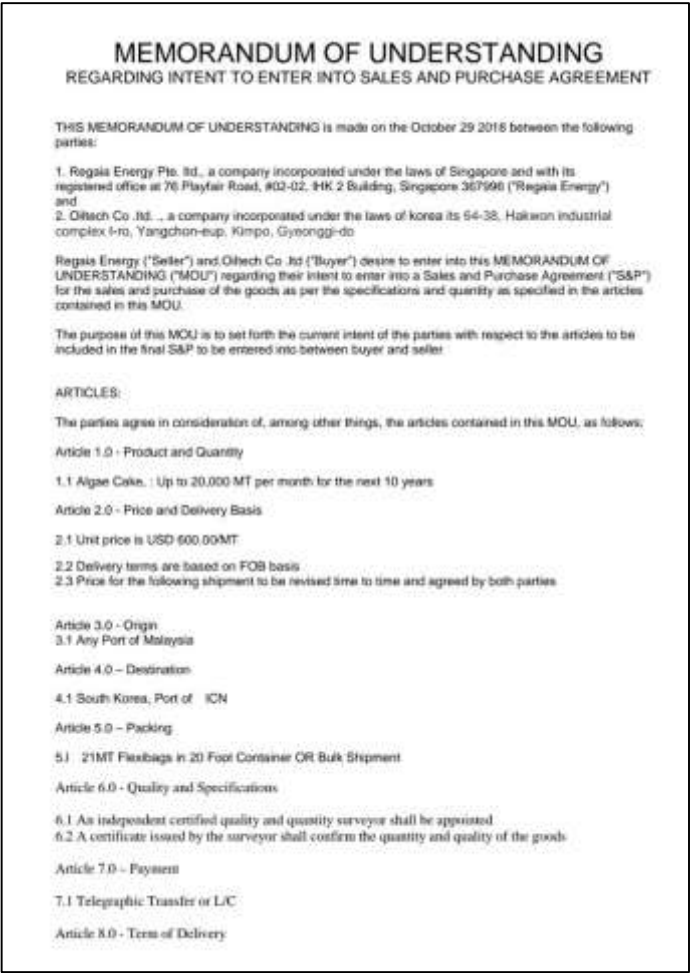 MEMORANDUM OF UNDERSTANDING
REGARDING INTENT TO ENTER INTO SALES AND PURCHASE AGREEMENT
THIS MEMORANDUM OF UNDERSTANDING is made on the October 29 2016 between the following
parties:
1. Regaia Energy Pte. ltd., a company incorporated under the laws of Singapore and with its
registered office at 76 Playfair Road, #02-02, IHK 2 Building, Singapore 367996 ("Regaia Energy")
and
2. Oiltech Co .ltd. ., a company incorporated under the laws of korea its 64-38, Hakwon industrial
complex I-ro, Yangchon-eup, Kimpo, Gyeonggi-do
Regaia Energy ("Seller") and Oiltech Co .ltd ("Buyer") desire to enter into this MEMORANDUM OF
UNDERSTANDING ("MOU") regarding their intent to enter into a Sales and Purchase Agreement ("S&P")
for the sales and purchase of the goods as per the specifications and quantity as specified in the articles
contained in this MOU.
The purpose of this MOU is to set forth the current intent of the parties with respect to the articles to be
included in the final S&P to be entered into between buyer and seller
ARTICLES:
The parties agree in consideration of, among other things, the articles contained in this MOU, as follows:
Article 1.0 - Product and Quantity
1.1 Algae Cake, : Up to 20,000 MT per month for the next 10 years
Article 2.0 - Price and Delivery Basis
2.1 Unit price is USD 600.00/MT
2.2 Delivery terms are based on FOB basis
2.3 Price for the following shipment to be revised time to time and agreed by both parties
Article 3.0 - Origin
3.1 Any Port of Malaysia
Article 4.0 – Destination
4.1 South Korea, Port of ICN
Article 5.0 – Packing
5.I 21MT Flexibags in 20 Foot Container OR Bulk Shipment
Article 6.0 - Quality and Specifications
6.1 An independent certified quality and quantity surveyor shall be appointed
6.2 A certificate issued by the surveyor shall confirm the quantity and quality of the goods
Article 7.0 – Payment
7.1 Telegraphic Transfer or L/C
Article 8.0 - Term of Delivery